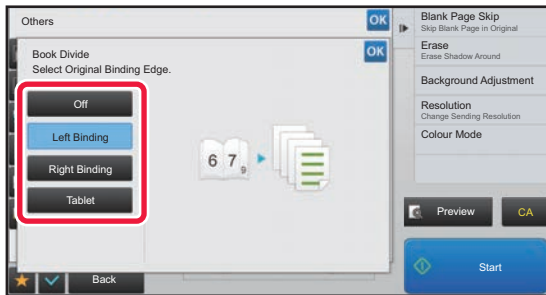 Others
OK
Book Divide
Select Original Binding Edge.
OK
Off
Left Binding
Right Binding
Tablet
6 7
9
Back
Blank Page Skip
Skip Blank Page in Original
Erase
Erase Shadow Around
Background Adjustment
Resolution
Change Sending Resolution
Colour Mode
Preview
CA
Start